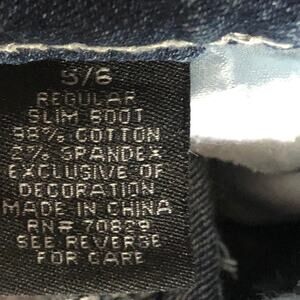 5/6
REGULAR
SLIM BOOT
98% COTTON
2% SPANDEX
EXCLUSIVE OF
DECORATION
MADE IN CHINA
RN# 70829
SEE REVERSE
FOR CARE